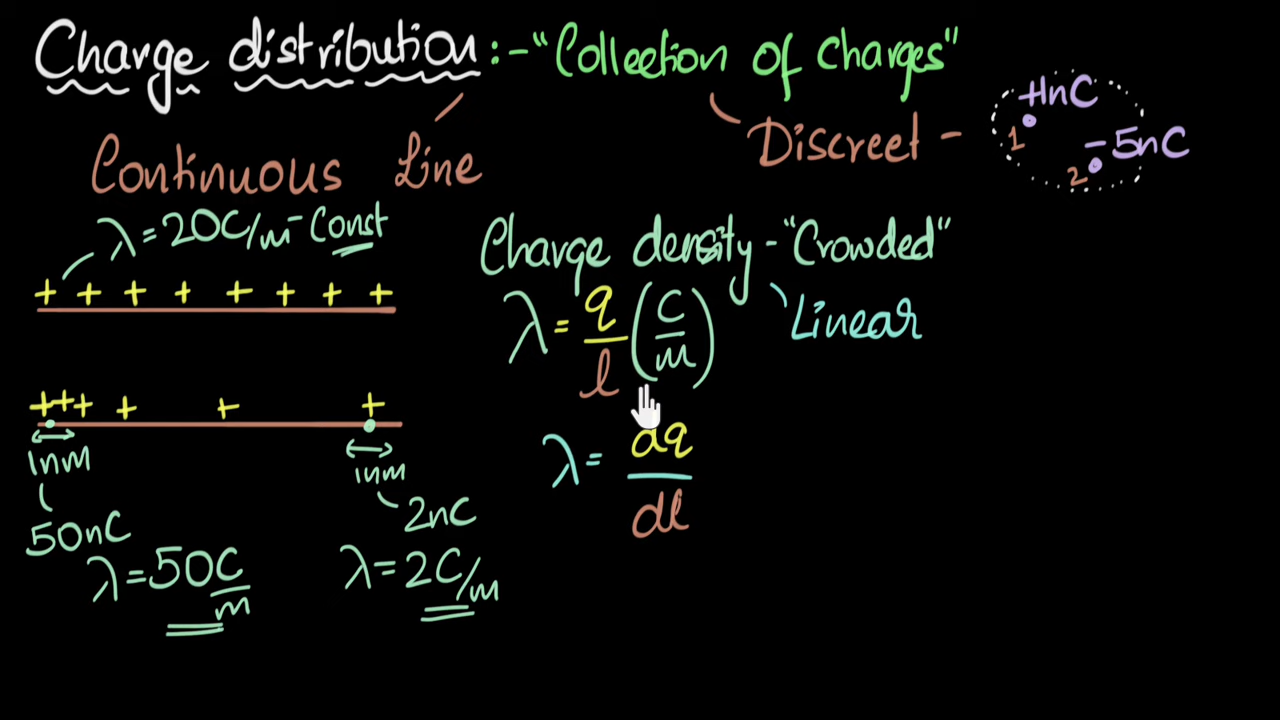 Charge distribution :- "Collection of charges"
Continuous Line
Discreet -
+1nC
1
-5nC
2
λ = 20C/m - Const
+ + + + + + + +
Charge density - "Crowded"
λ = q/l (C/m)
Linear
+++ + + +
1nm
1nm
λ = dq/dl
50nC
2nC
λ = 50C/m
λ = 2C/m